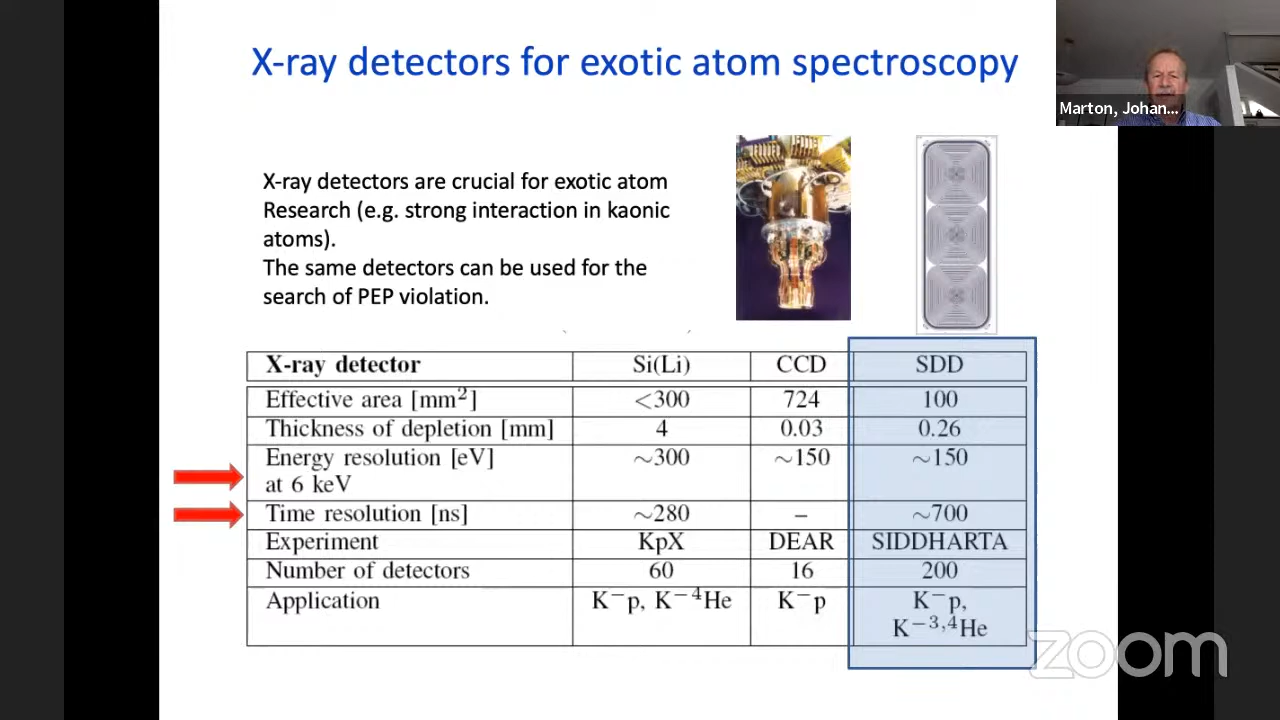 X-ray detectors for exotic atom spectroscopy
Marton, Johan...
X-ray detectors are crucial for exotic atom
Research (e.g. strong interaction in kaonic
atoms).
The same detectors can be used for the
search of PEP violation.
X-ray detector Si(Li) CCD SDD
Effective area [mm²] <300 724 100
Thickness of depletion [mm] 4 0.03 0.26
Energy resolution [eV] ~300 ~150 ~150
at 6 keV
Time resolution [ns] ~280 – ~700
Experiment KpX DEAR SIDDHARTA
Number of detectors 60 16 200
Application K⁻p, K⁻⁴He K⁻p K⁻p,
K⁻³,⁴He
zoom